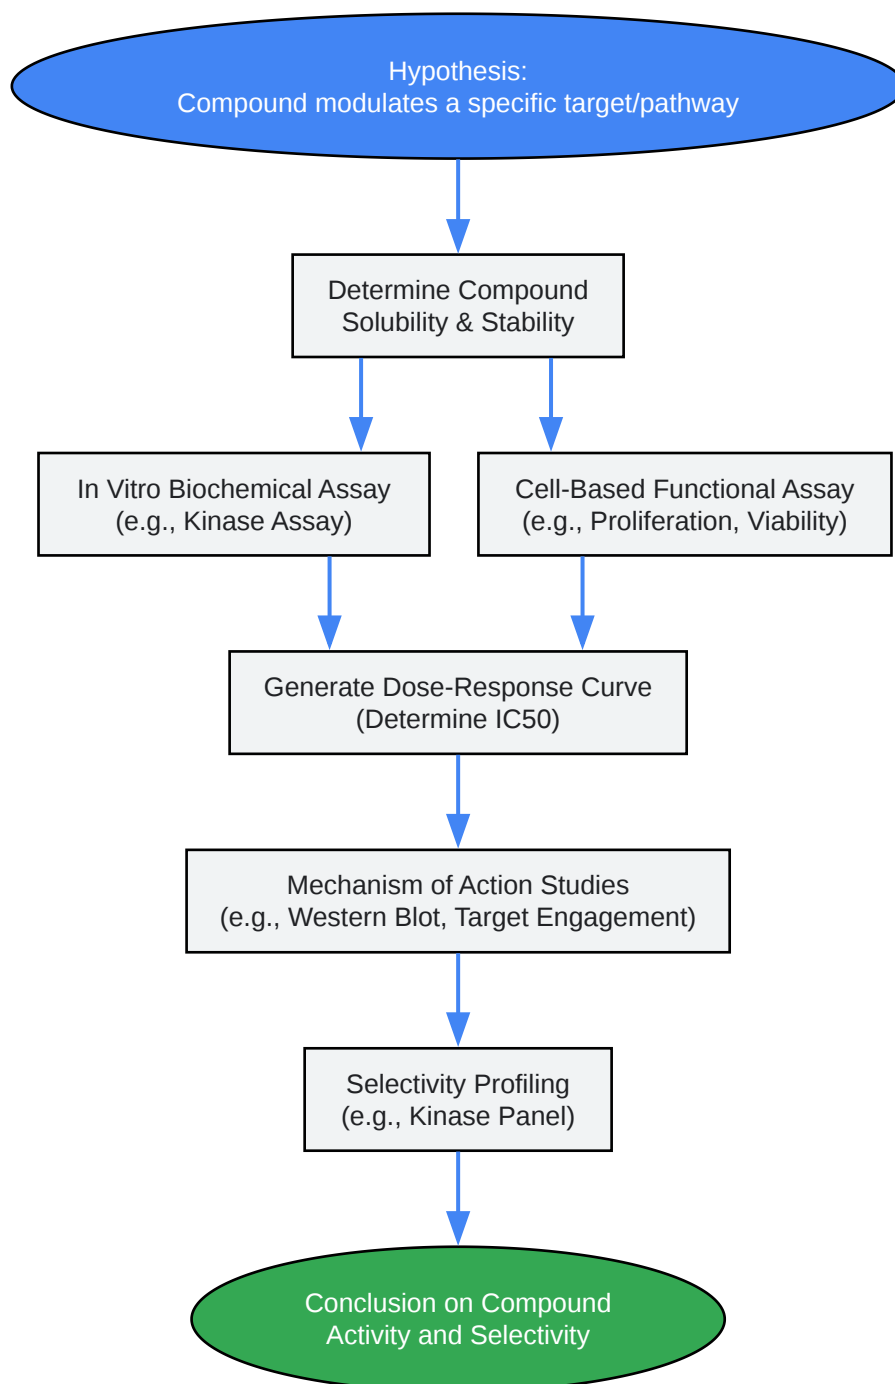 Hypothesis:
Compound modulates a specific target/pathway
Determine Compound
Solubility & Stability
In Vitro Biochemical Assay
(e.g., Kinase Assay)
Cell-Based Functional Assay
(e.g., Proliferation, Viability)
Generate Dose-Response Curve
(Determine IC50)
Mechanism of Action Studies
(e.g., Western Blot, Target Engagement)
Selectivity Profiling
(e.g., Kinase Panel)
Conclusion on Compound
Activity and Selectivity